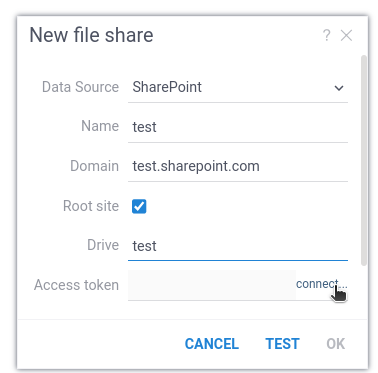 New file share ?
Data Source SharePoint
Name test
Domain test.sharepoint.com
Root site
Drive test
Access token connect...
CANCEL TEST OK